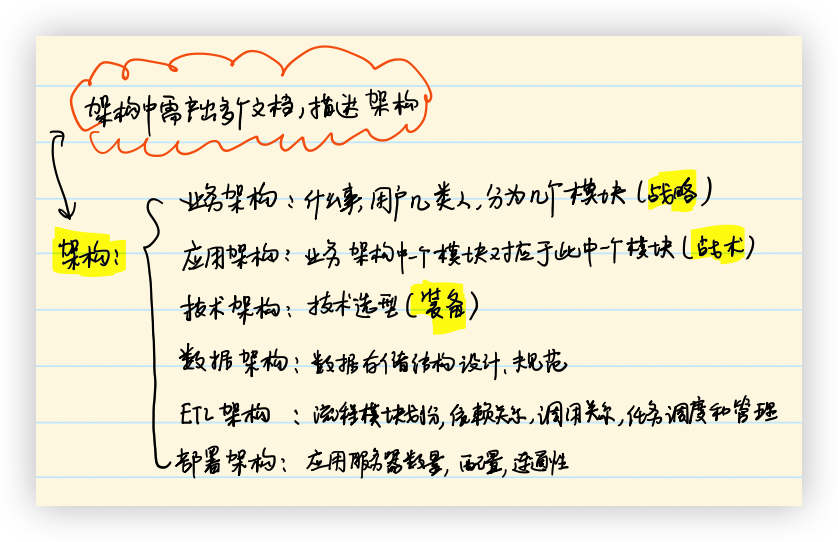 架构中需产出多个文档,描述架构
架构:
业务架构:什么事,用户几类人,分为几个模块(战略)
应用架构:业务架构中一个模块对应于此中一个模块(战术)
技术架构:技术选型(装备)
数据架构:数据存储结构设计、规范
ETL架构 :流程模块划份,依赖关系,调用关系,任务调度和管理
部署架构:应用服务器数量,配置,连通性